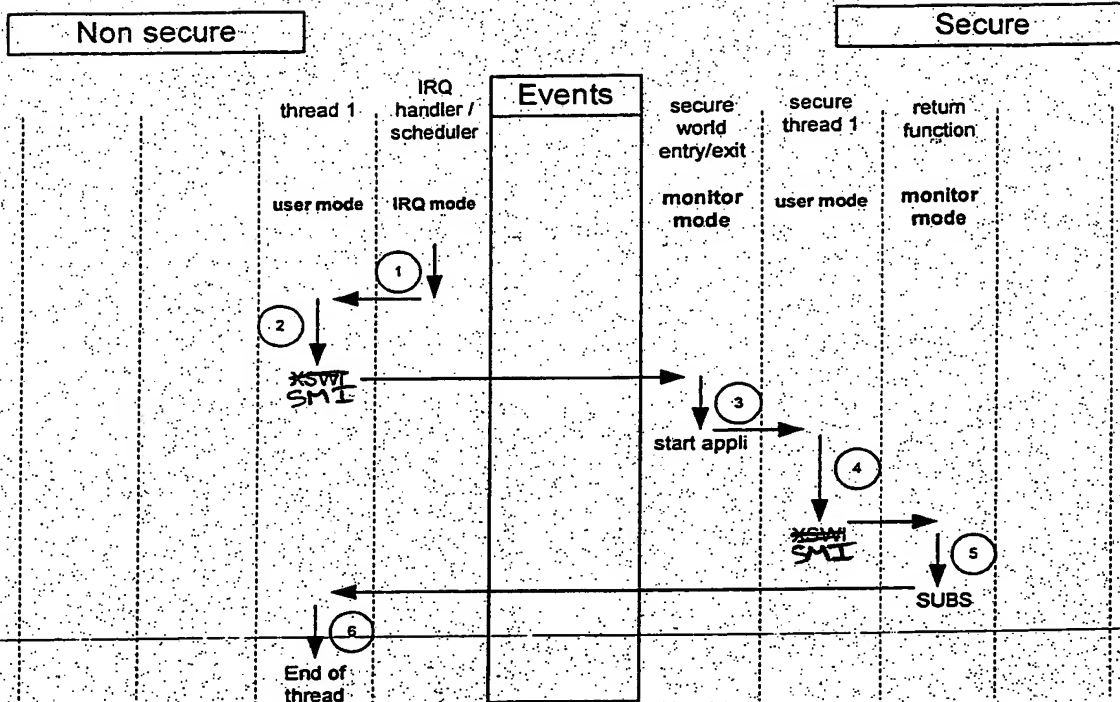 Non secure
Secure
thread 1
IRQ
handler /
scheduler
Events
secure
world
entry/exit
secure
thread 1
return
function
user mode
IRQ mode
monitor
mode
user mode
monitor
mode
1
2
XSWI
SMI
3
start appli
4
XSWI
SMI
5
SUBS
6
End of
thread